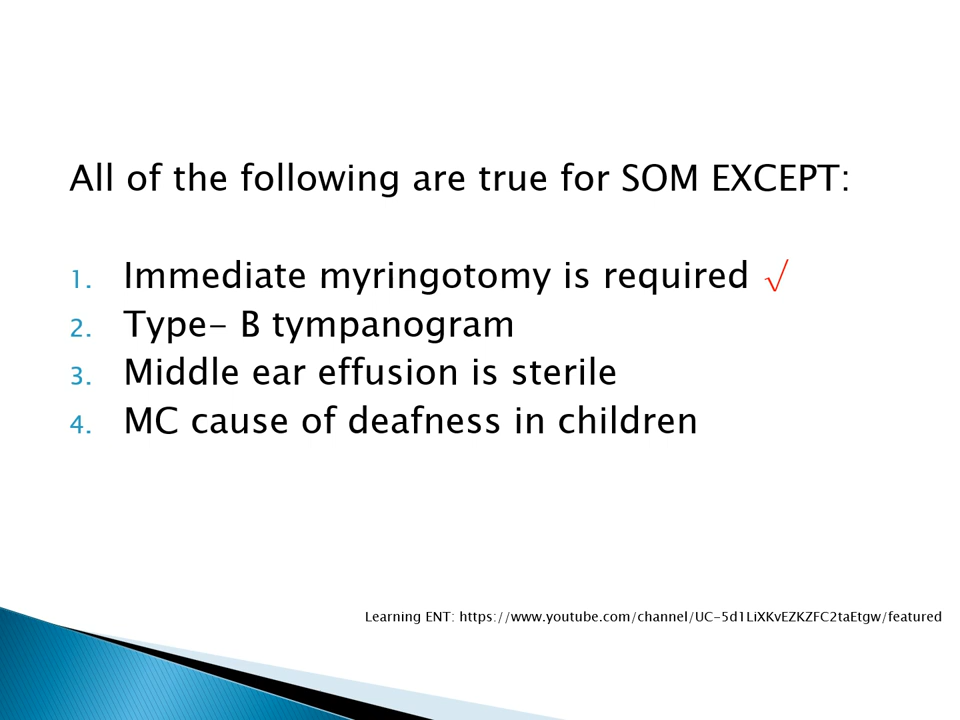 All of the following are true for SOM EXCEPT:
1. Immediate myringotomy is required √
2. Type- B tympanogram
3. Middle ear effusion is sterile
4. MC cause of deafness in children
Learning ENT: https://www.youtube.com/channel/UC-5d1LiXKvEZKZFC2taEtgw/featured